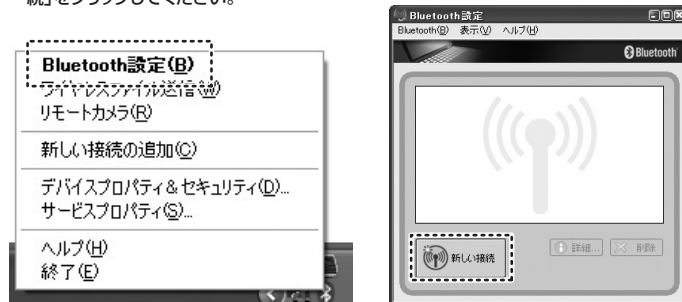 続」をクリックしてください。
Bluetooth設定(B)
ワイヤレスファイル送信(W)
リモートカメラ(R)
新しい接続の追加(C)
デバイスプロパティ&セキュリティ(D)...
サービスプロパティ(S)...
ヘルプ(H)
終了(E)
Bluetooth設定
Bluetooth(B) 表示(V) ヘルプ(H)
Bluetooth
新しい接続
詳細...
削除